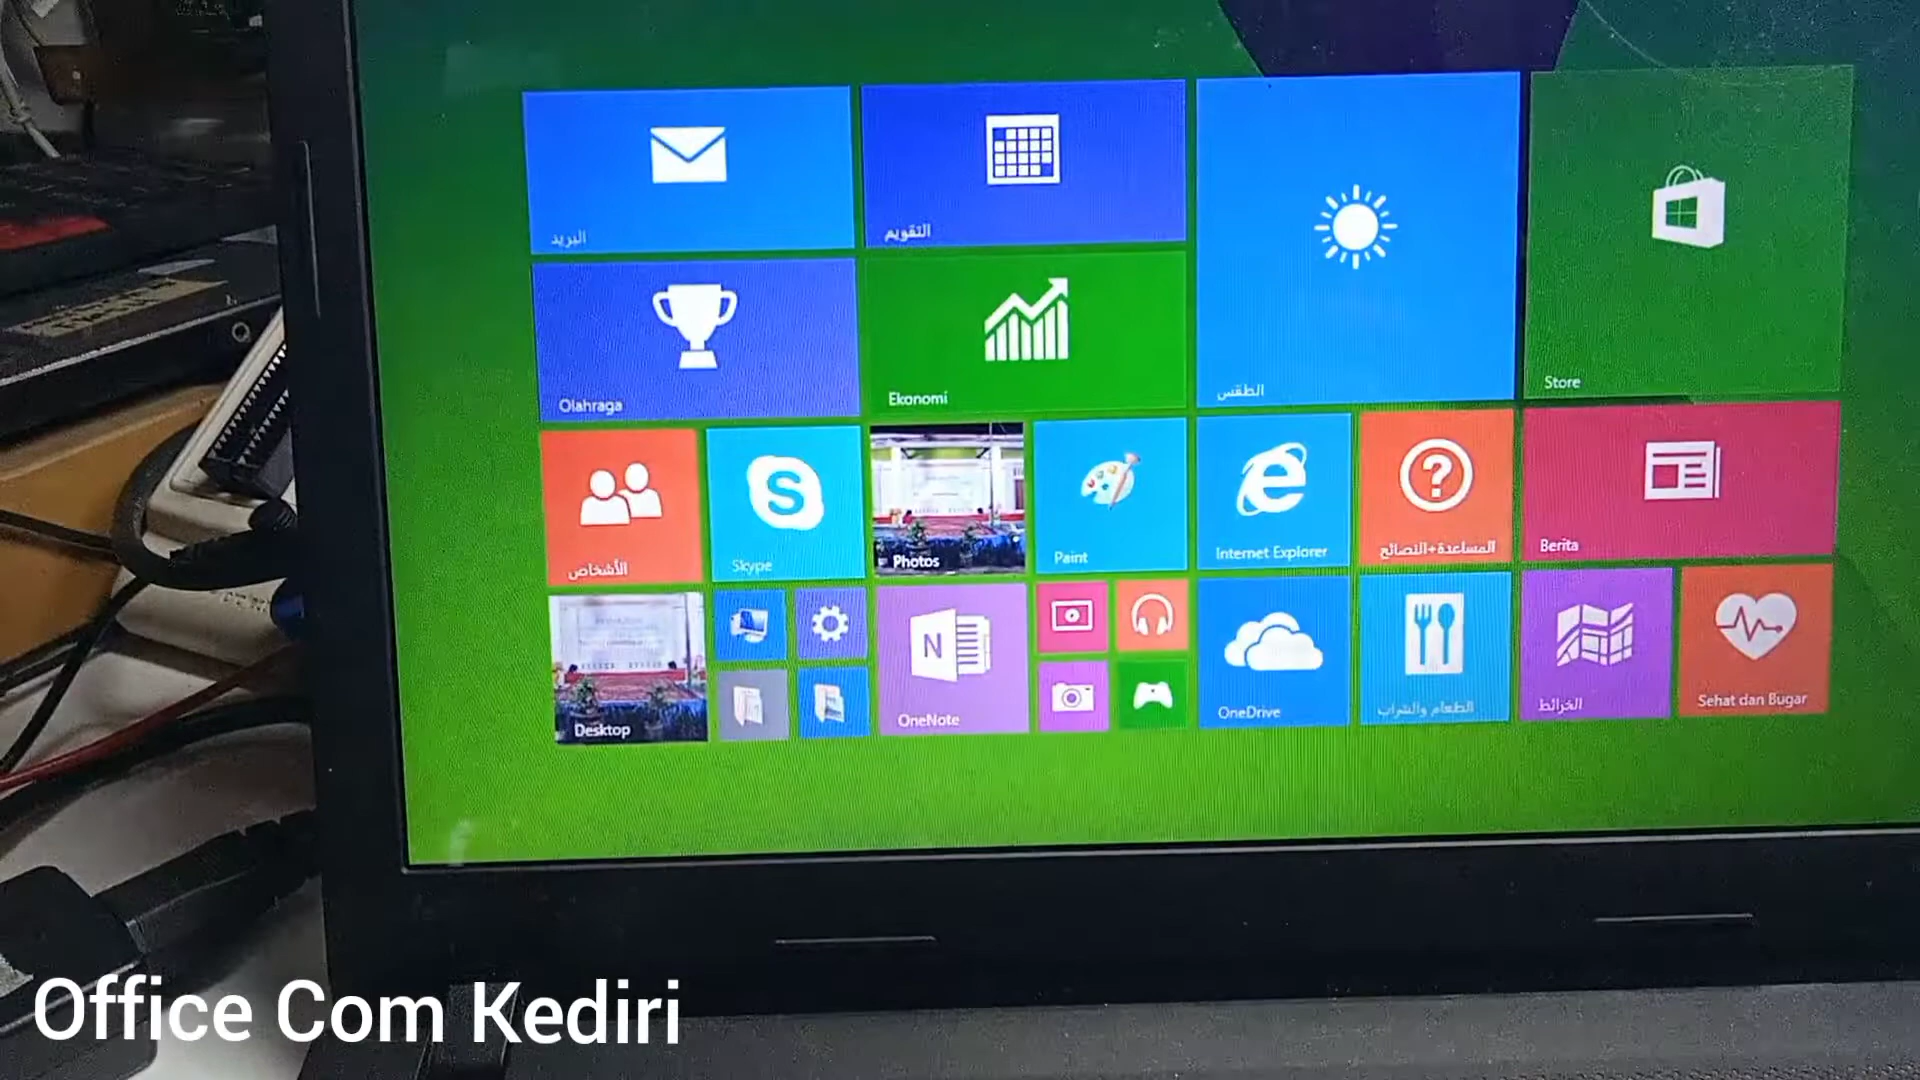 البريد
التقويم
Olahraga
Ekonomi
الطقس
Store
الأشخاص
Skype
Photos
Paint
Internet Explorer
المساعدة+النصائح
Berita
Desktop
N
OneNote
OneDrive
الطعام والشراب
الخرائط
Sehat dan Bugar
Office Com Kediri